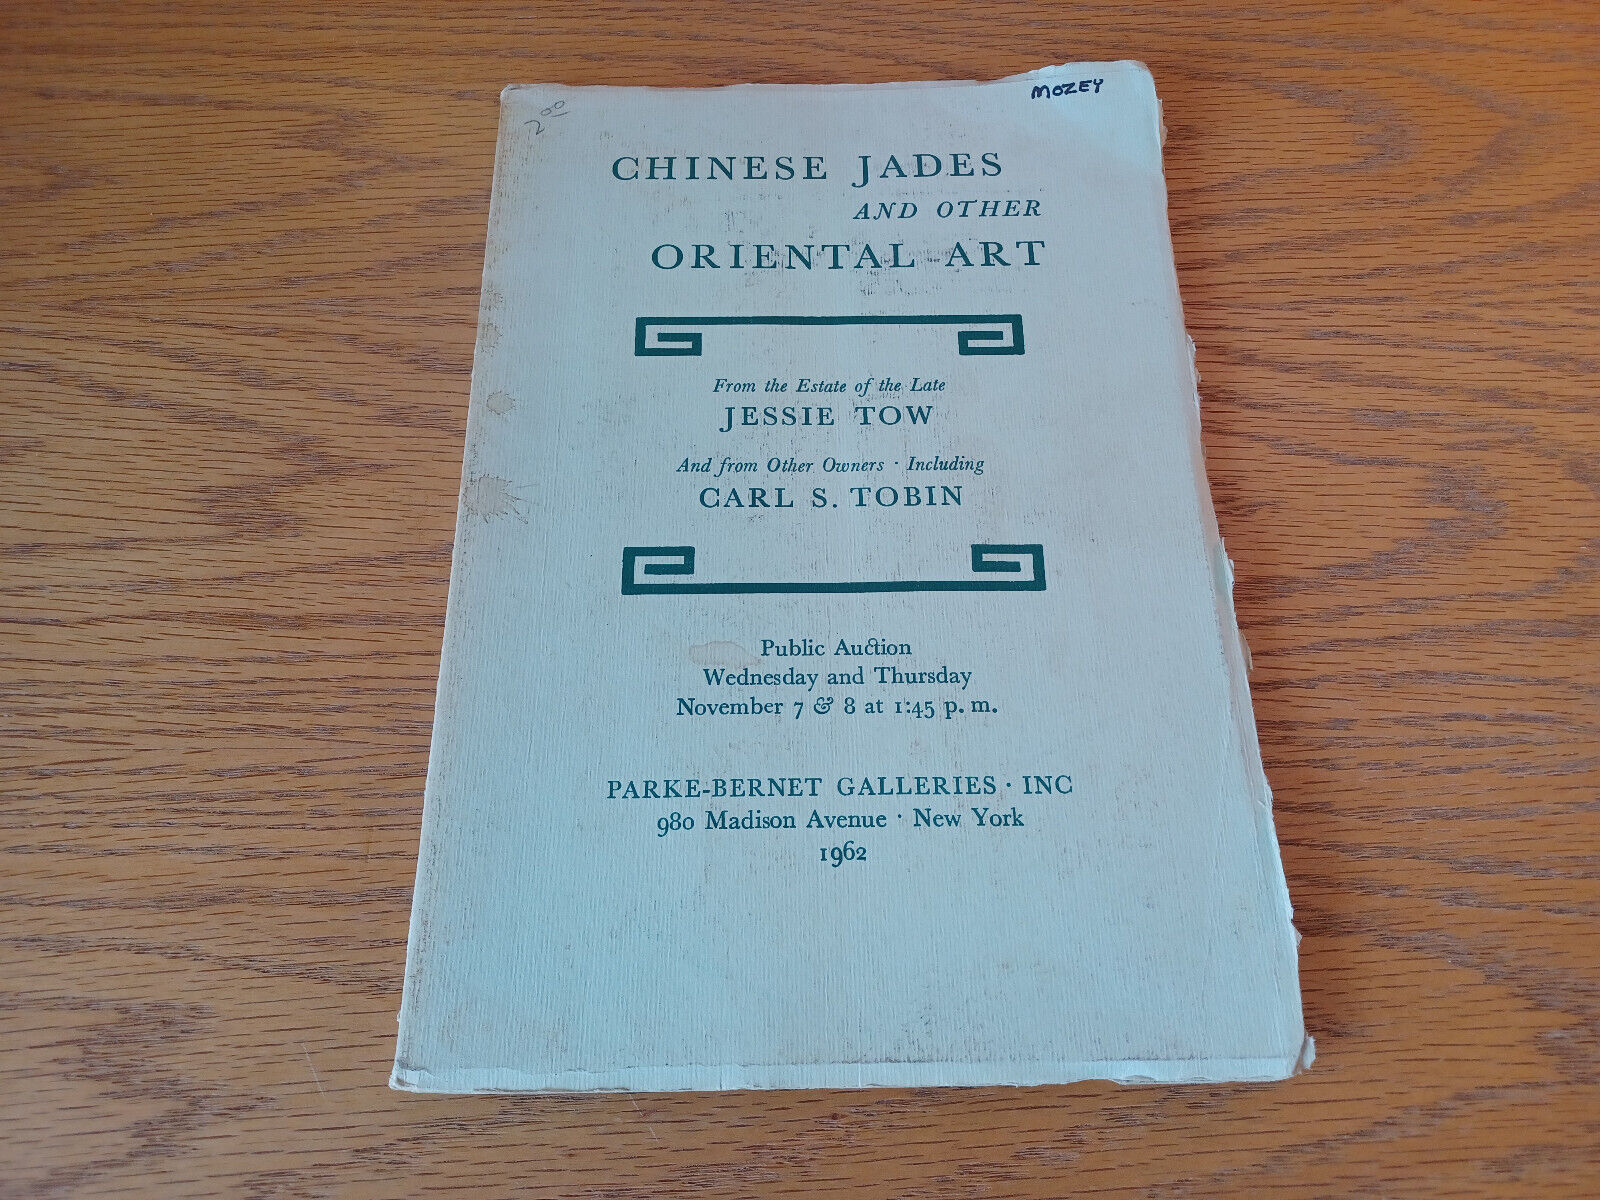 2.00
MOZEY
CHINESE JADES
AND OTHER
ORIENTAL ART
From the Estate of the Late
JESSIE TOW
And from Other Owners · Including
CARL S. TOBIN
Public Auction
Wednesday and Thursday
November 7 & 8 at 1:45 p. m.
PARKE-BERNET GALLERIES · INC
980 Madison Avenue · New York
1962